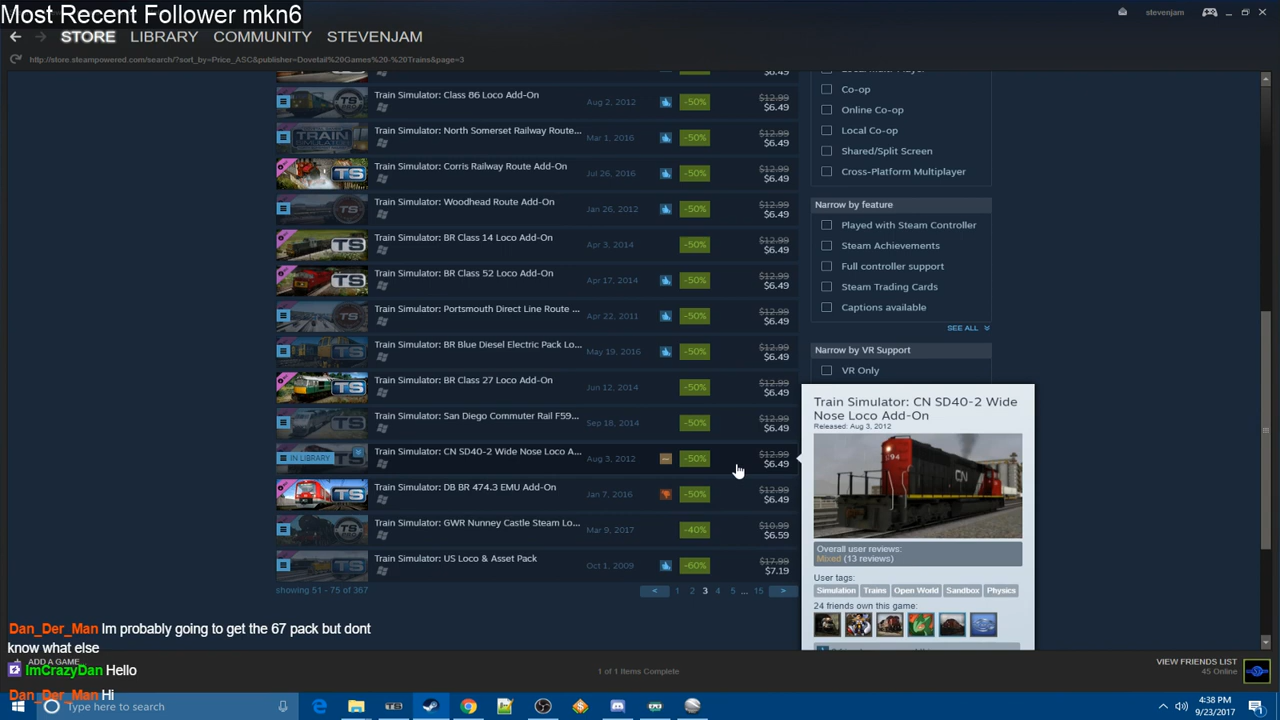 Most Recent Follower mkn6
stevenjam
STORE LIBRARY COMMUNITY STEVENJAM
http://store.steampowered.com/search/?sort_by=Price_ASC&publisher=Dovetail%20Games%20-%20Trains&page=3
$6.49
Train Simulator: Class 86 Loco Add-On Aug 2, 2012 -50% $12.99
$6.49
Train Simulator: North Somerset Railway Route... Mar 1, 2016 -50% $12.99
$6.49
Train Simulator: Corris Railway Route Add-On Jul 26, 2016 -50% $12.99
$6.49
Train Simulator: Woodhead Route Add-On Jan 26, 2012 -50% $12.99
$6.49
Train Simulator: BR Class 14 Loco Add-On Apr 3, 2014 -50% $12.99
$6.49
Train Simulator: BR Class 52 Loco Add-On Apr 17, 2014 -50% $12.99
$6.49
Train Simulator: Portsmouth Direct Line Route ... Apr 22, 2011 -50% $12.99
$6.49
Train Simulator: BR Blue Diesel Electric Pack Lo... May 19, 2016 -50% $12.99
$6.49
Train Simulator: BR Class 27 Loco Add-On Jun 12, 2014 -50% $12.99
$6.49
Train Simulator: San Diego Commuter Rail F59... Sep 18, 2014 -50% $12.99
$6.49
IN LIBRARY Train Simulator: CN SD40-2 Wide Nose Loco A... Aug 3, 2012 -50% $12.99
$6.49
Train Simulator: DB BR 474.3 EMU Add-On Jan 7, 2016 -50% $12.99
$6.49
Train Simulator: GWR Nunney Castle Steam Lo... Mar 9, 2017 -40% $10.99
$6.59
Train Simulator: US Loco & Asset Pack Oct 1, 2009 -60% $17.99
$7.19
showing 51 - 75 of 367
< 1 2 3 4 5 ... 15 >
Co-op
Online Co-op
Local Co-op
Shared/Split Screen
Cross-Platform Multiplayer
Narrow by feature
Played with Steam Controller
Steam Achievements
Full controller support
Steam Trading Cards
Captions available
SEE ALL
Narrow by VR Support
VR Only
Train Simulator: CN SD40-2 Wide
Nose Loco Add-On
Released: Aug 3, 2012
CN
Overall user reviews:
Mixed (13 reviews)
User tags:
Simulation Trains Open World Sandbox Physics
24 friends own this game:
Dan_Der_Man Im probably going to get the 67 pack but dont
know what else
ADD A GAME
ImCrazyDan Hello
Dan_Der_Man Hi
1 of 1 Items Complete
VIEW FRIENDS LIST
45 Online
Type here to search
4:38 PM
9/23/2017